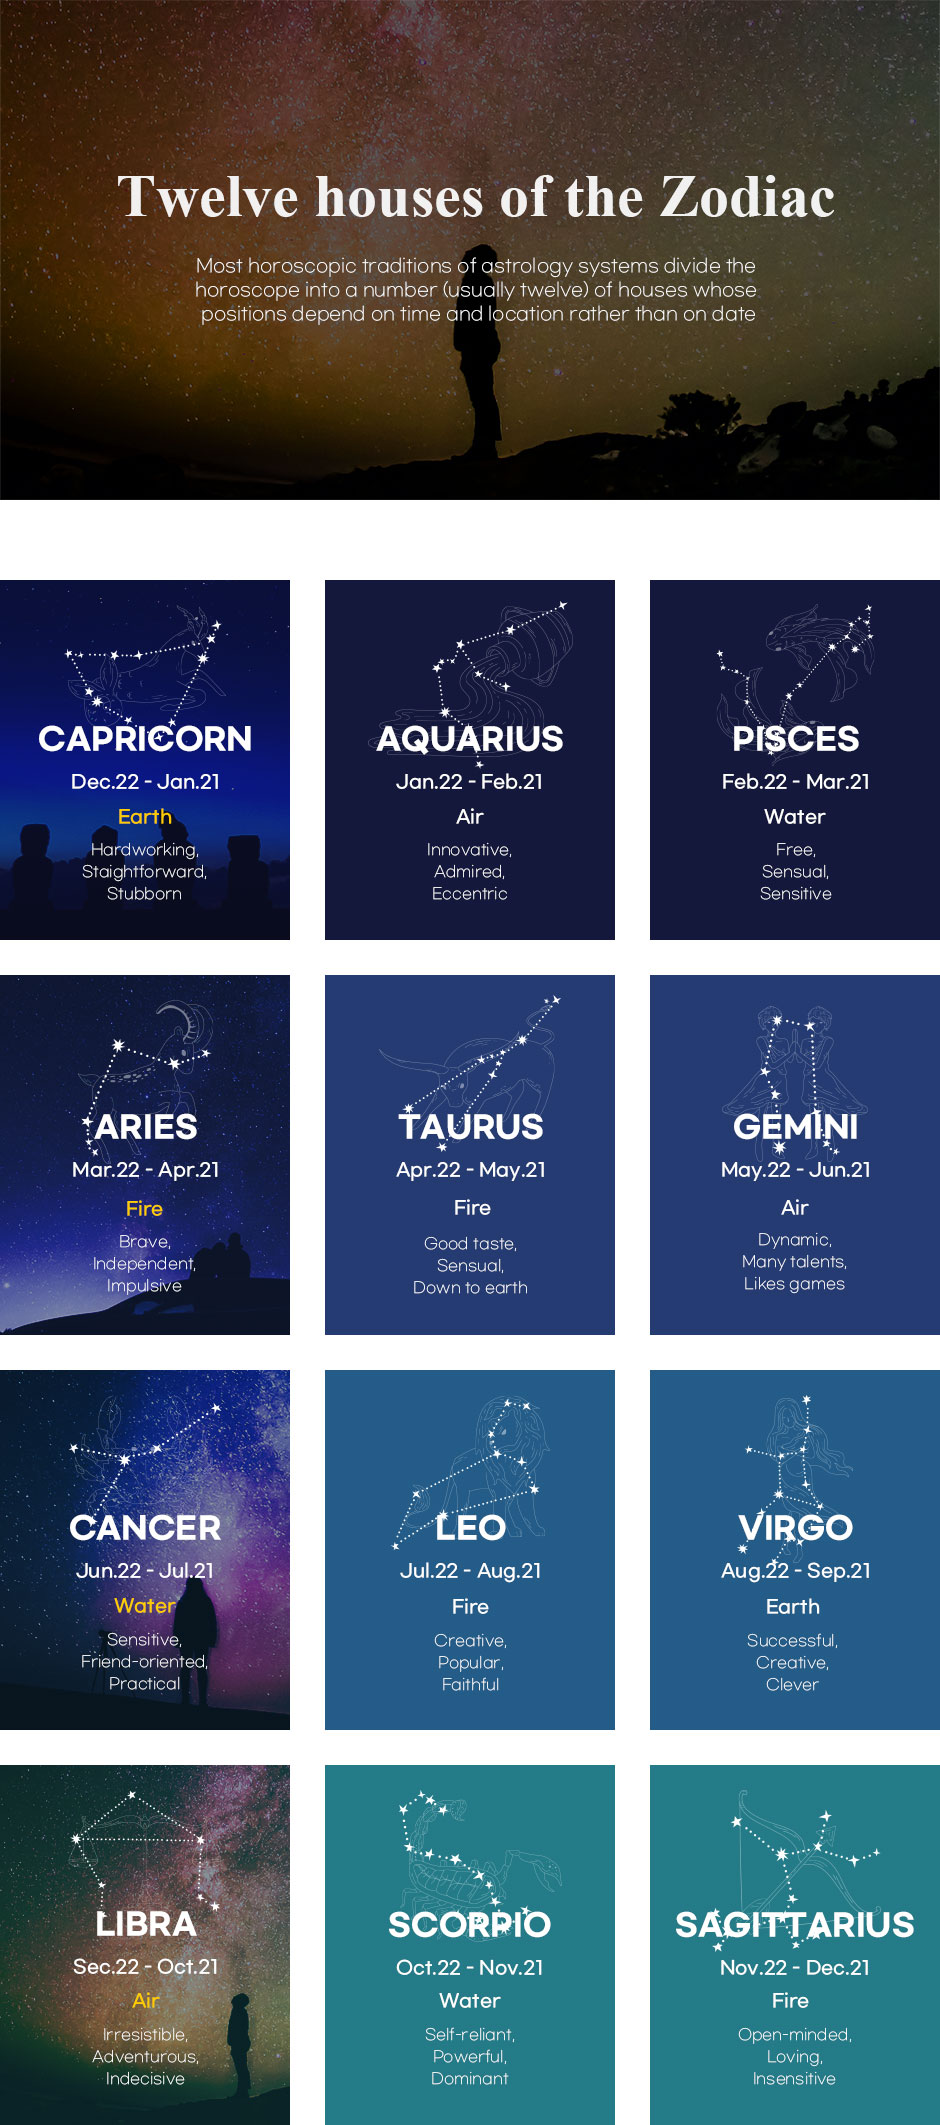 Twelve houses of the Zodiac
Most horoscopic traditions of astrology systems divide the
horoscope into a number (usually twelve) of houses whose
positions depend on time and location rather than on date
CAPRICORN
Dec.22 - Jan.21
Earth
Hardworking,
Staightforward,
Stubborn
AQUARIUS
Jan.22 - Feb.21
Air
Innovative,
Admired,
Eccentric
PISCES
Feb.22 - Mar.21
Water
Free,
Sensual,
Sensitive
ARIES
Mar.22 - Apr.21
Fire
Brave,
Independent,
Impulsive
TAURUS
Apr.22 - May.21
Fire
Good taste,
Sensual,
Down to earth
GEMINI
May.22 - Jun.21
Air
Dynamic,
Many talents,
Likes games
CANCER
Jun.22 - Jul.21
Water
Sensitive,
Friend-oriented,
Practical
LEO
Jul.22 - Aug.21
Fire
Creative,
Popular,
Faithful
VIRGO
Aug.22 - Sep.21
Earth
Successful,
Creative,
Clever
LIBRA
Sec.22 - Oct.21
Air
Irresistible,
Adventurous,
Indecisive
SCORPIO
Oct.22 - Nov.21
Water
Self-reliant,
Powerful,
Dominant
SAGITTARIUS
Nov.22 - Dec.21
Fire
Open-minded,
Loving,
Insensitive